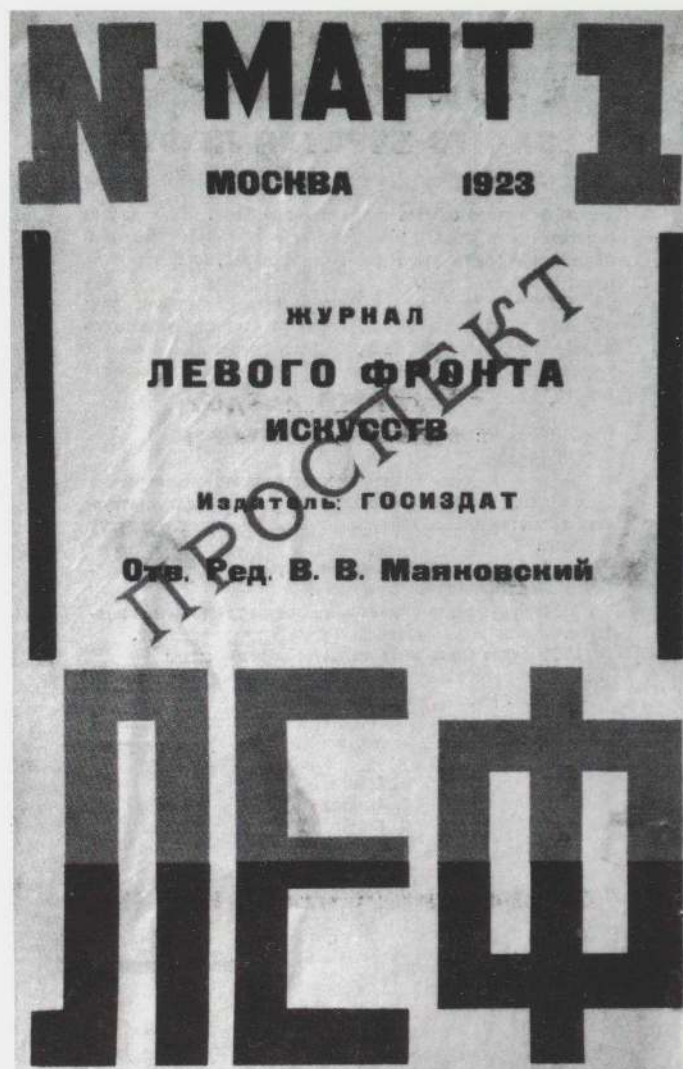 N МАРТ 1
МОСКВА 1923
ЖУРНАЛ
ЛЕВОГО ФРОНТА
ИСКУССТВ
Издатель: ГОСИЗДАТ
Отв. Ред. В. В. Маяковский
ПРОСПЕКТ
ЛЕФ